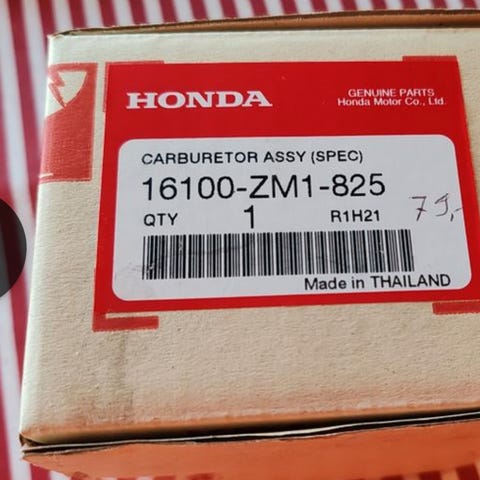 HONDA
GENUINE PARTS
Honda Motor Co., Ltd.
CARBURETOR ASSY (SPEC)
16100-ZM1-825
QTY 1 R1H21 79,-
Made in THAILAND